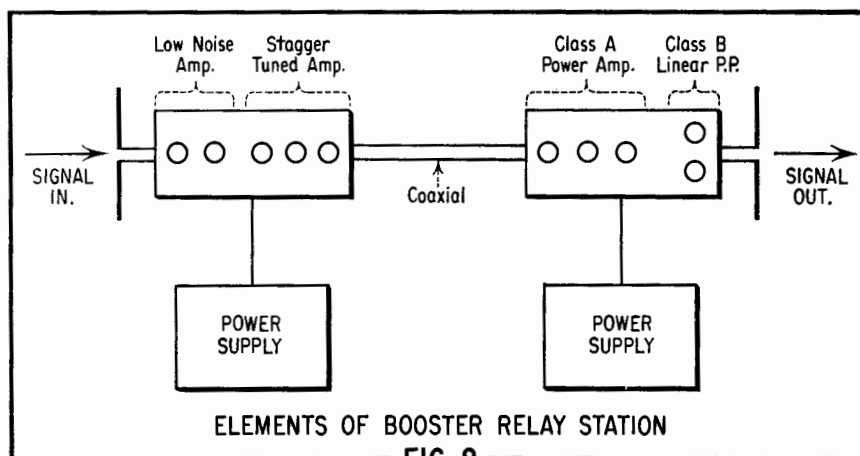 Low Noise
Amp.
Stagger
Tuned Amp.
Class A
Power Amp.
Class B
Linear P.P.
SIGNAL
IN.
Coaxial
SIGNAL
OUT.
POWER
SUPPLY
POWER
SUPPLY
ELEMENTS OF BOOSTER RELAY STATION